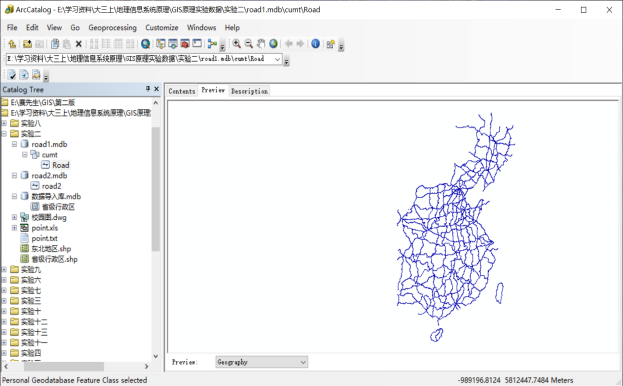 ArcCatalog - E:\学习资料\大三上\地理信息系统原理\GIS原理实验数据\实验二\road1.mdb\cumt\Road
File Edit View Go Geoprocessing Customize Windows Help
E:\学习资料\大三上\地理信息系统原理\GIS原理实验数据\实验二\road1.mdb\cumt\Road
Catalog Tree
Contents Preview Description
E:\襄先生\GIS\第二版
E:\学习资料\大三上\地理信息系统原理\GIS原理
实验八
实验二
road1.mdb
cumt
Road
road2.mdb
road2
数据导入库.mdb
省级行政区
校园图.dwg
point.xls
point.txt
东北地区.shp
省级行政区.shp
实验九
实验六
实验七
实验三
实验十
实验十二
实验十三
实验十一
实验四
Preview: Geography
Personal Geodatabase Feature Class selected
-989196.8124 5812447.7484 Meters